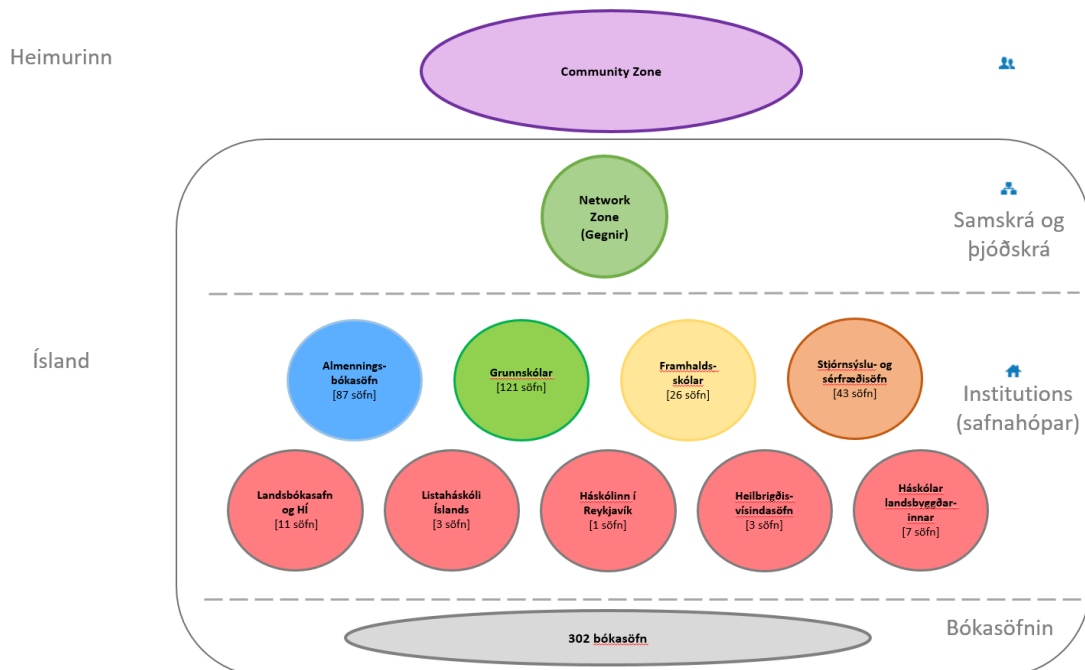 Heimurinn
Community Zone
Network
Zone
(Gegnir)
Samskrá og
þjóðskrá
Ísland
Almennings-
bókasöfn
[87 söfn]
Grunnskólar
[121 söfn]
Framhalds-
skólar
[26 söfn]
Stjórnsýslu- og
sérfræðisöfn
[43 söfn]
Institutions
(safnahópar)
Landsbókasafn
og HÍ
[11 söfn]
Listaháskóli
Íslands
[3 söfn]
Háskólinn í
Reykjavík
[1 söfn]
Heilbrigðis-
vísindasöfn
[3 söfn]
Háskólar
landsbyggðar-
innar
[7 söfn]
302 bókasöfn
Bókasöfnin